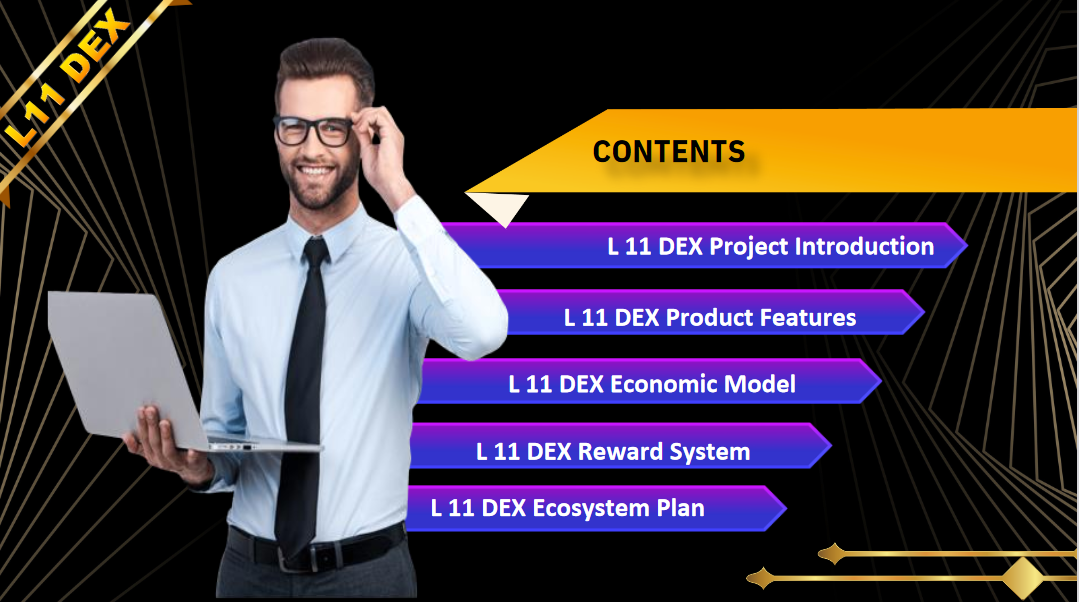 L11 DEX
CONTENTS
L 11 DEX Project Introduction
L 11 DEX Product Features
L 11 DEX Economic Model
L 11 DEX Reward System
L 11 DEX Ecosystem Plan